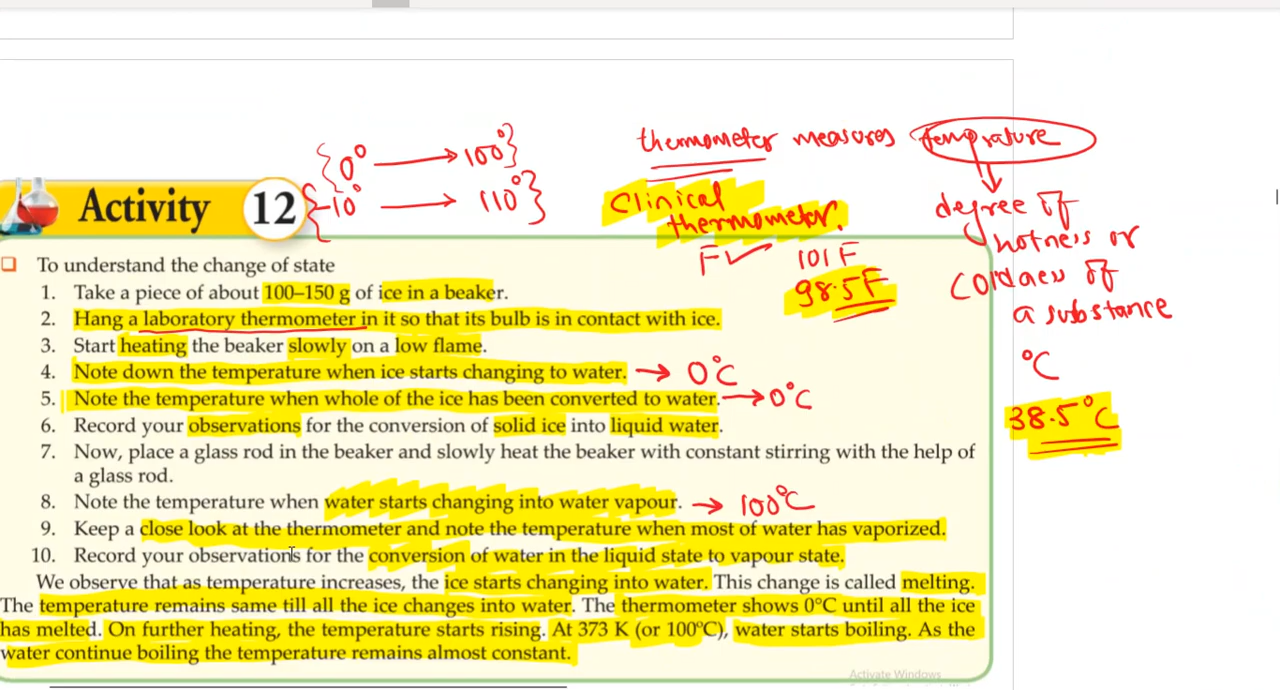 {0° → 100°}
{-10° → 110°}
thermometer measures temprature
Clinical
thermometer.
F✓ 101 F
98.5F
degree of
hotness or
coldness of
a substance
°C
38.5°C
Activity 12
❑ To understand the change of state
1. Take a piece of about 100–150 g of ice in a beaker.
2. Hang a laboratory thermometer in it so that its bulb is in contact with ice.
3. Start heating the beaker slowly on a low flame.
4. Note down the temperature when ice starts changing to water. → 0°C
5. Note the temperature when whole of the ice has been converted to water. → 0°C
6. Record your observations for the conversion of solid ice into liquid water.
7. Now, place a glass rod in the beaker and slowly heat the beaker with constant stirring with the help of
a glass rod.
8. Note the temperature when water starts changing into water vapour. → 100°C
9. Keep a close look at the thermometer and note the temperature when most of water has vaporized.
10. Record your observations for the conversion of water in the liquid state to vapour state.
We observe that as temperature increases, the ice starts changing into water. This change is called melting.
The temperature remains same till all the ice changes into water. The thermometer shows 0°C until all the ice
has melted. On further heating, the temperature starts rising. At 373 K (or 100°C), water starts boiling. As the
water continue boiling the temperature remains almost constant.
Activate Windows